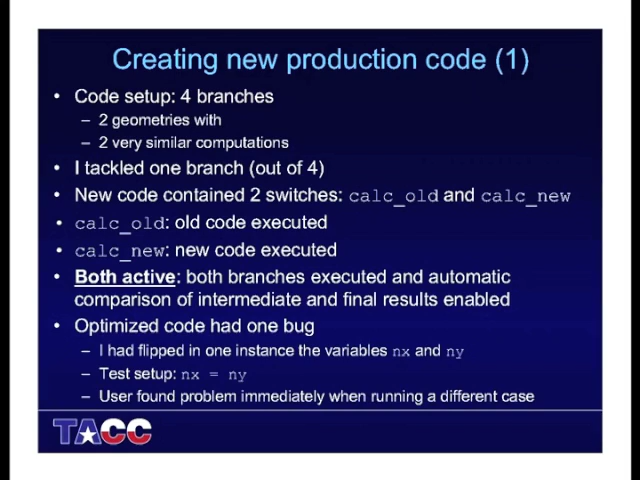 Creating new production code (1)
• Code setup: 4 branches
– 2 geometries with
– 2 very similar computations
• I tackled one branch (out of 4)
• New code contained 2 switches: calc_old and calc_new
• calc_old: old code executed
• calc_new: new code executed
• Both active: both branches executed and automatic
comparison of intermediate and final results enabled
• Optimized code had one bug
– I had flipped in one instance the variables nx and ny
– Test setup: nx = ny
– User found problem immediately when running a different case
TACC